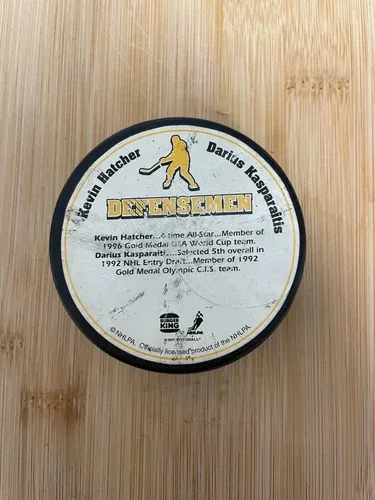 Kevin Hatcher
Darius Kasparaitis
DEFENSEMEN
Kevin Hatcher...4-time All-Star...Member of
1996 Gold Medal USA World Cup team.
Darius Kasparaitis...Selected 5th overall in
1992 NHL Entry Draft...Member of 1992
Gold Medal Olympic C.I.S. team.
BURGER
KING
NHLPA
©NHLPA. Officially licensed product of the NHLPA.